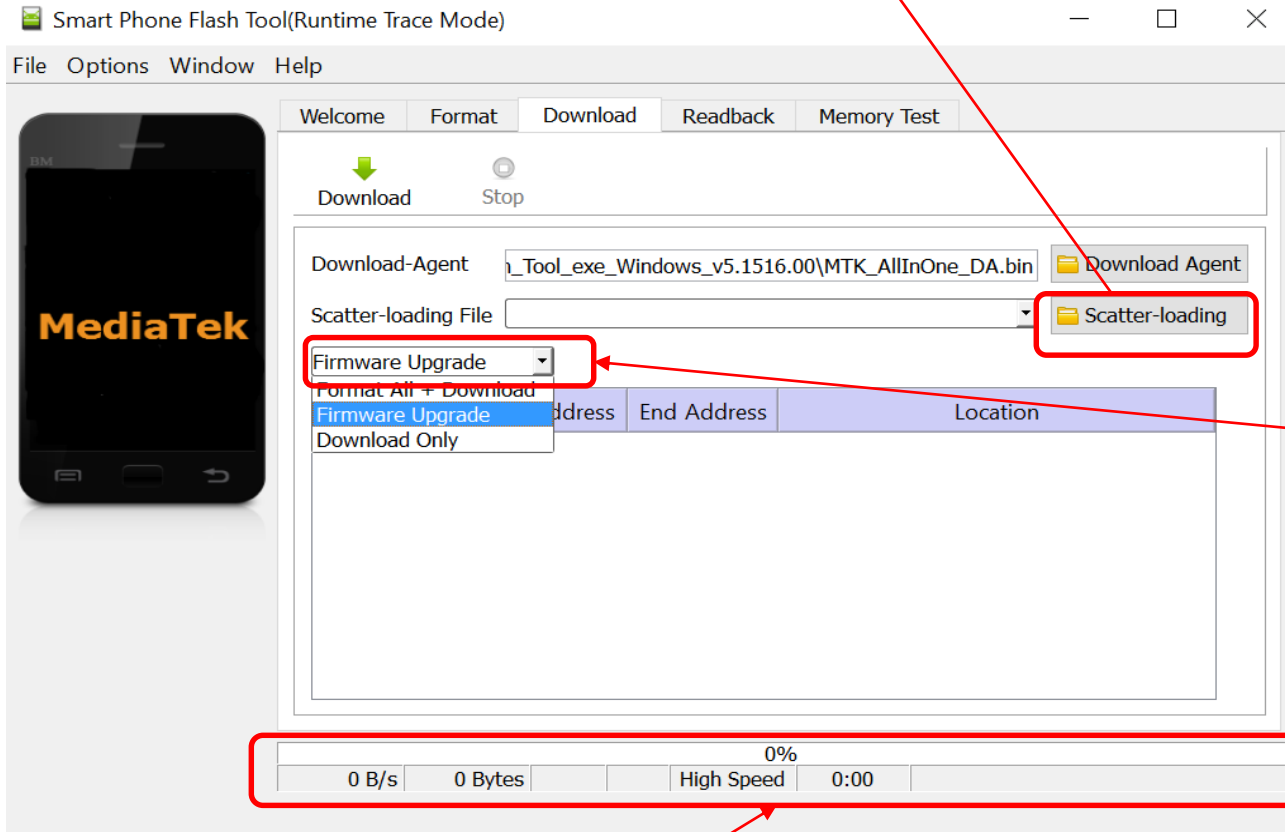 Smart Phone Flash Tool(Runtime Trace Mode)
File Options Window Help
Welcome Format Download Readback Memory Test
BM
Download Stop
Download-Agent _Tool_exe_Windows_v5.1516.00\MTK_AllInOne_DA.bin Download Agent
Scatter-loading File Scatter-loading
MediaTek
Firmware Upgrade
Format All + Download
Firmware Upgrade ddress End Address Location
Download Only
0%
0 B/s 0 Bytes High Speed 0:00